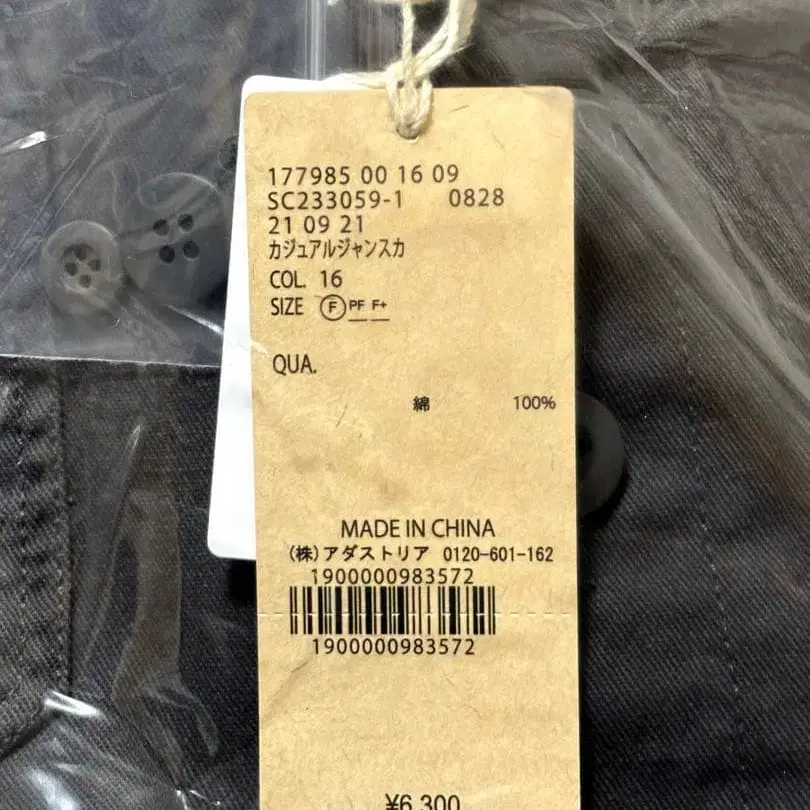 177985 00 16 09
SC233059-1 0828
21 09 21
カジュアルジャンスカ
COL. 16
SIZE F PF F+
QUA.
綿 100%
MADE IN CHINA
(株)アダストリア 0120-601-162
1900000983572
1900000983572
¥6,300